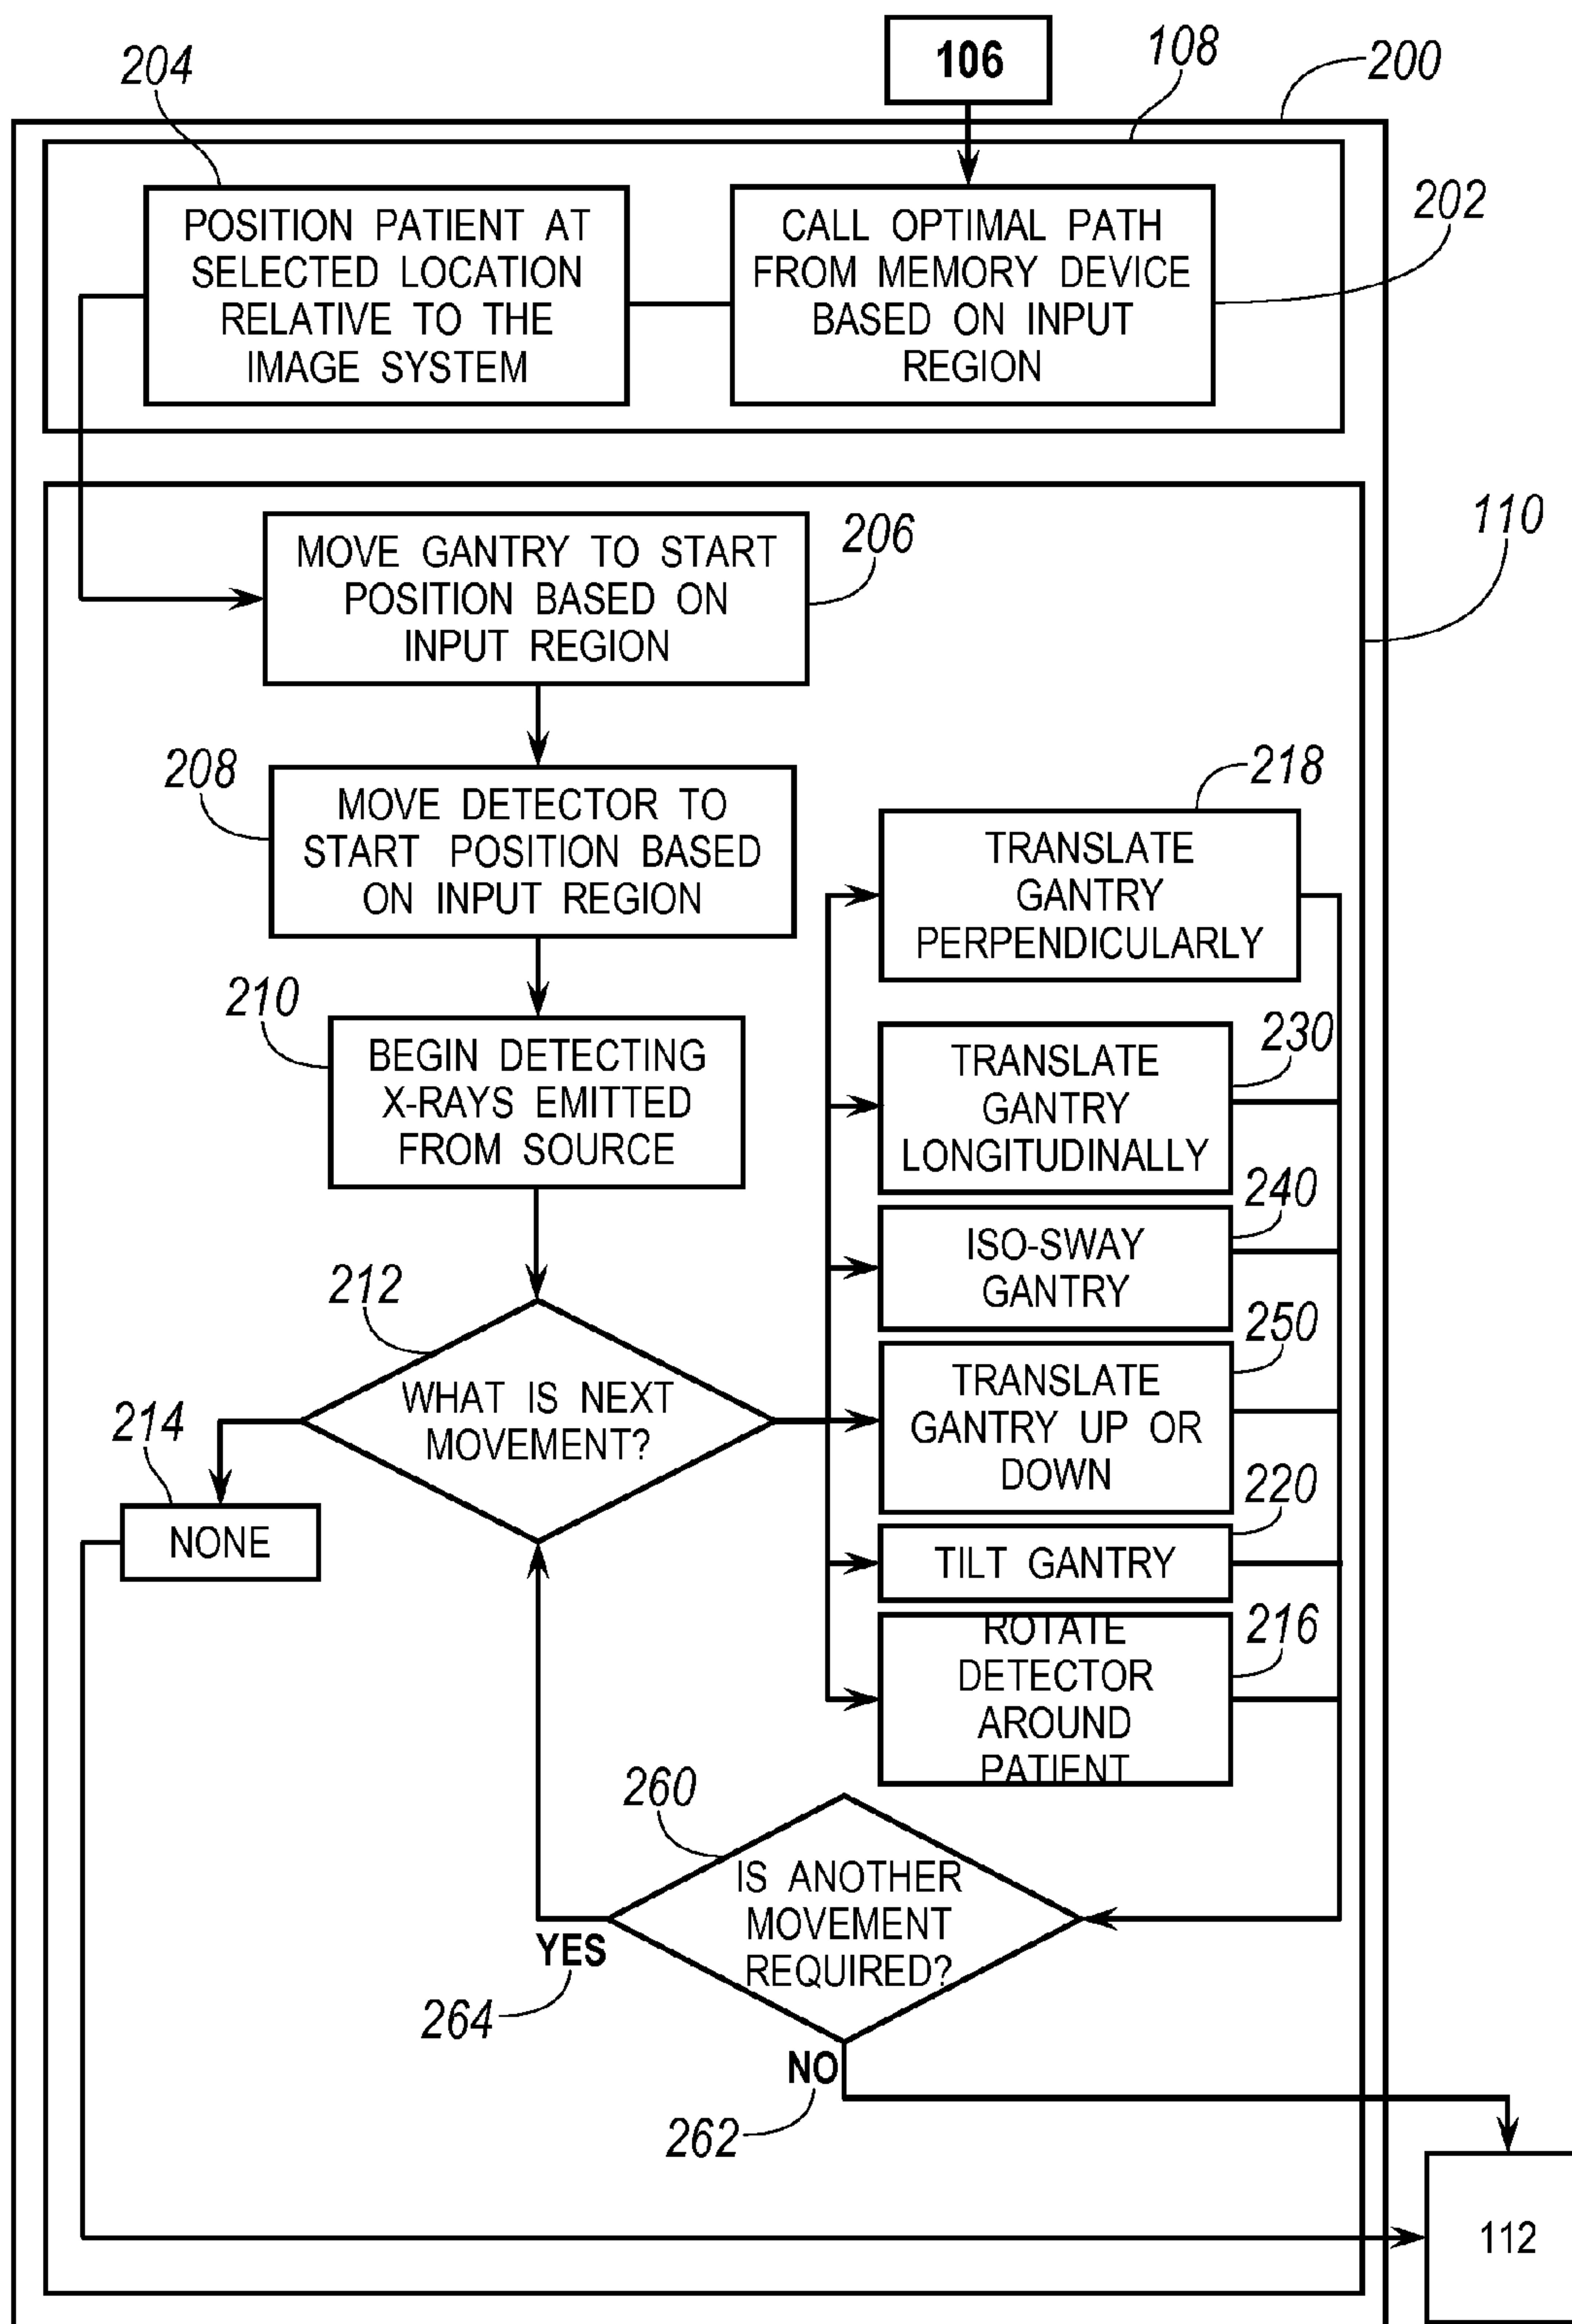 106
108
200
204
202
POSITION PATIENT AT
SELECTED LOCATION
RELATIVE TO THE
IMAGE SYSTEM
CALL OPTIMAL PATH
FROM MEMORY DEVICE
BASED ON INPUT
REGION
110
MOVE GANTRY TO START
POSITION BASED ON
INPUT REGION
206
208
MOVE DETECTOR TO
START POSITION BASED
ON INPUT REGION
218
TRANSLATE
GANTRY
PERPENDICULARLY
210
BEGIN DETECTING
X-RAYS EMITTED
FROM SOURCE
230
TRANSLATE
GANTRY
LONGITUDINALLY
240
ISO-SWAY
GANTRY
212
WHAT IS NEXT
MOVEMENT?
250
TRANSLATE
GANTRY UP OR
DOWN
214
NONE
220
TILT GANTRY
216
ROTATE
DETECTOR
AROUND
PATIENT
260
IS ANOTHER
MOVEMENT
REQUIRED?
YES
264
NO
262
112